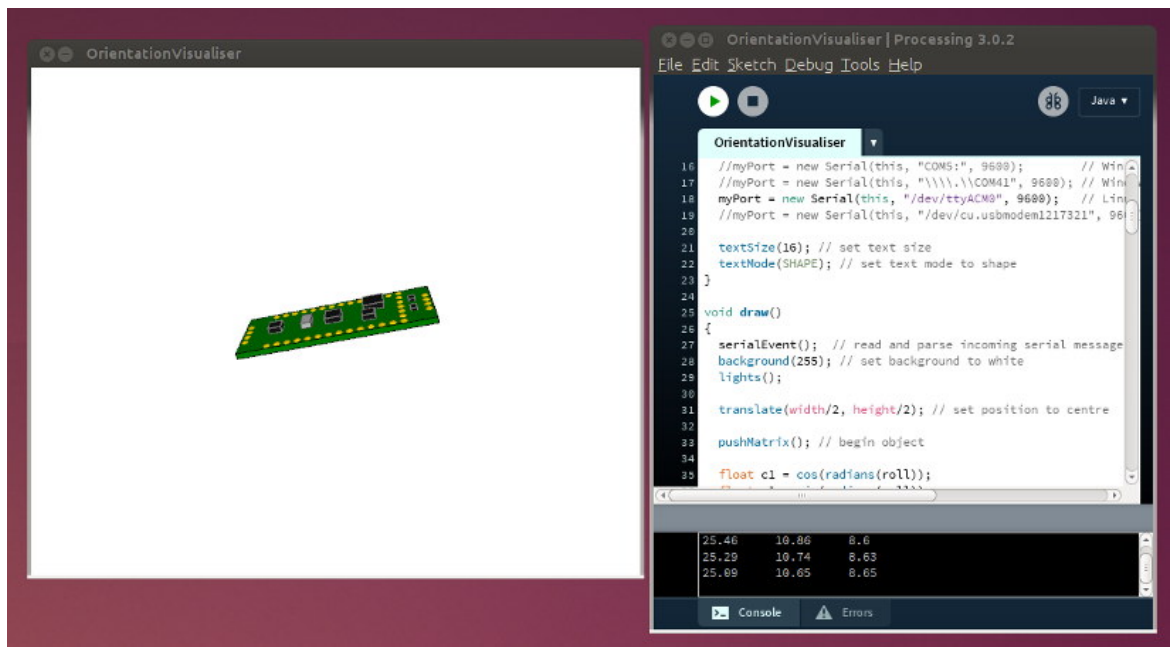 OrientationVisualiser
OrientationVisualiser | Processing 3.0.2
File Edit Sketch Debug Tools Help
Java ▼
OrientationVisualiser ▼
16 //myPort = new Serial(this, "COM5:", 9600); // Win
17 //myPort = new Serial(this, "\\\\.\\COM41", 9600); // Win
18 myPort = new Serial(this, "/dev/ttyACM0", 9600); // Lin
19 //myPort = new Serial(this, "/dev/cu.usbmodem1217321", 96
20
21 textSize(16); // set text size
22 textMode(SHAPE); // set text mode to shape
23 }
24
25 void draw()
26 {
27 serialEvent(); // read and parse incoming serial message
28 background(255); // set background to white
29 lights();
30
31 translate(width/2, height/2); // set position to centre
32
33 pushMatrix(); // begin object
34
35 float c1 = cos(radians(roll));
25.46 10.86 8.6
25.29 10.74 8.63
25.09 10.65 8.65
Console Errors